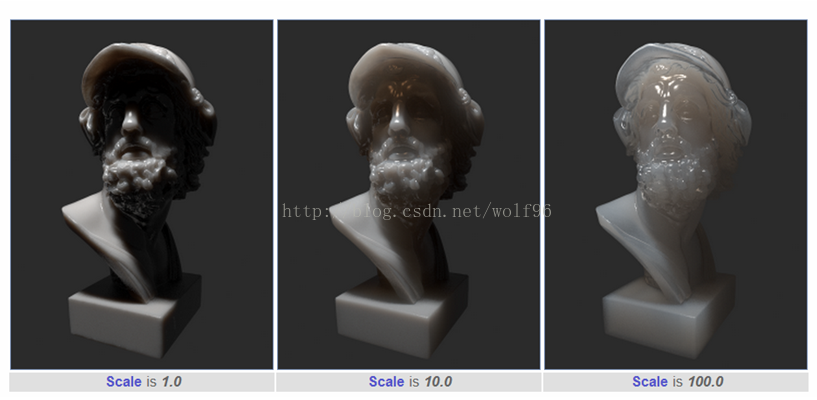 http://blog.csdn.net/wolf96
Scale is 1.0
Scale is 10.0
Scale is 100.0